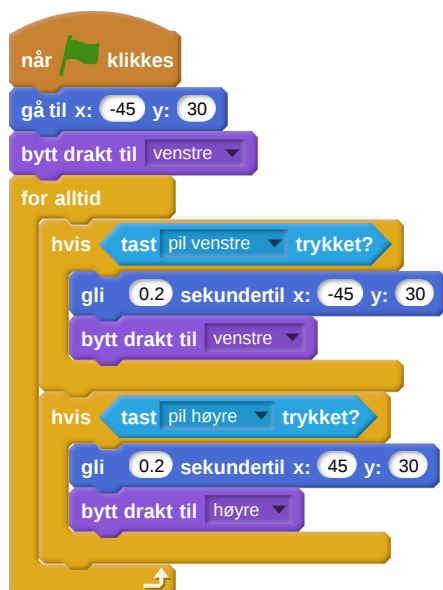 når klikkes
gå til x: -45 y: 30
bytt drakt til venstre
for alltid
hvis tast pil venstre trykket?
gli 0.2 sekundertil x: -45 y: 30
bytt drakt til venstre
hvis tast pil høyre trykket?
gli 0.2 sekundertil x: 45 y: 30
bytt drakt til høyre